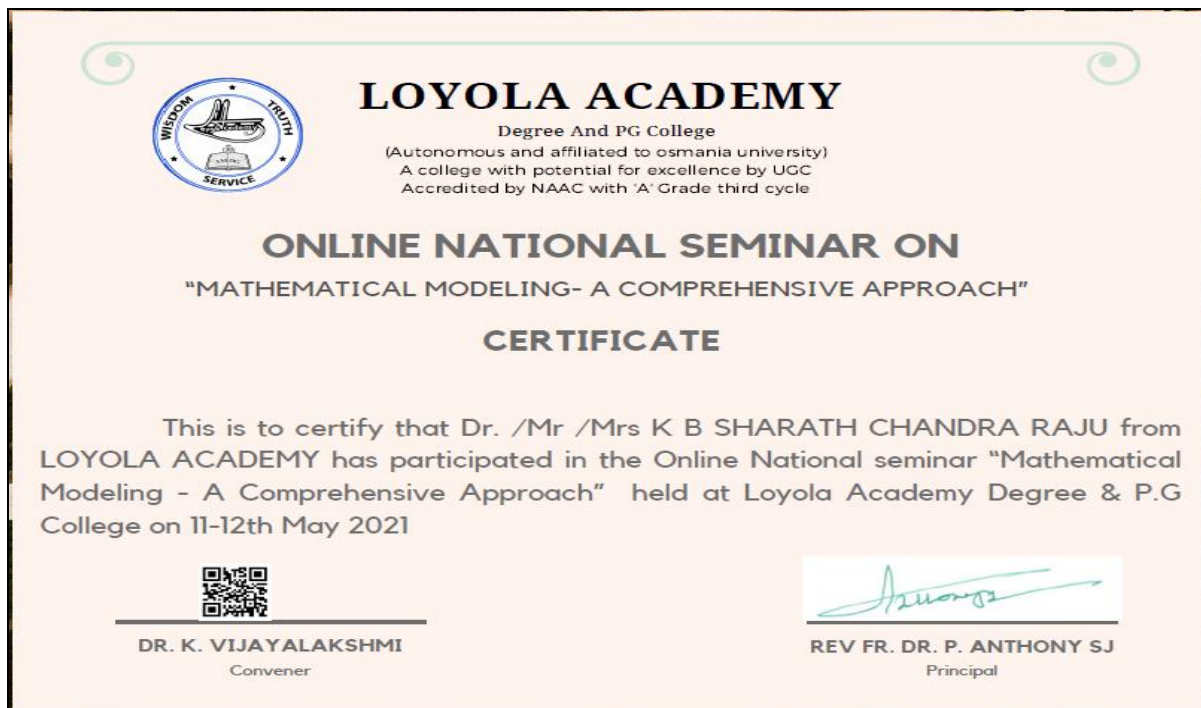 WISDOM
TRUTH
SERVICE
LOYOLA ACADEMY
Degree And PG College
(Autonomous and affiliated to osmania university)
A college with potential for excellence by UGC
Accredited by NAAC with 'A' Grade third cycle
ONLINE NATIONAL SEMINAR ON
"MATHEMATICAL MODELING- A COMPREHENSIVE APPROACH"
CERTIFICATE
This is to certify that Dr. /Mr /Mrs K B SHARATH CHANDRA RAJU from
LOYOLA ACADEMY has participated in the Online National seminar "Mathematical
Modeling - A Comprehensive Approach" held at Loyola Academy Degree & P.G
College on 11-12th May 2021
DR. K. VIJAYALAKSHMI
Convener
REV FR. DR. P. ANTHONY SJ
Principal